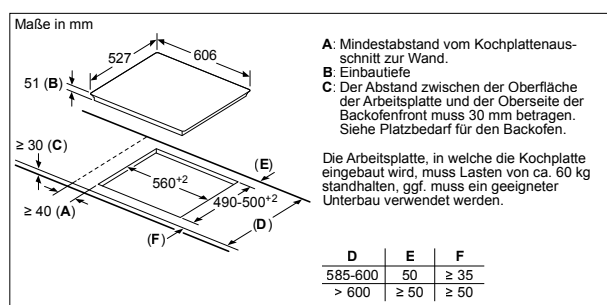 Maße in mm
527
606
51 (B)
≥ 30 (C)
(E)
560+2
490-500+2
≥ 40 (A)
(D)
(F)
A: Mindestabstand vom Kochplattenaus-
schnitt zur Wand.
B: Einbautiefe
C: Der Abstand zwischen der Oberfläche
der Arbeitsplatte und der Oberseite der
Backofenfront muss 30 mm betragen.
Siehe Platzbedarf für den Backofen.
Die Arbeitsplatte, in welche die Kochplatte
eingebaut wird, muss Lasten von ca. 60 kg
standhalten, ggf. muss ein geeigneter
Unterbau verwendet werden.
D E F
585-600 50 ≥ 35
> 600 ≥ 50 ≥ 50